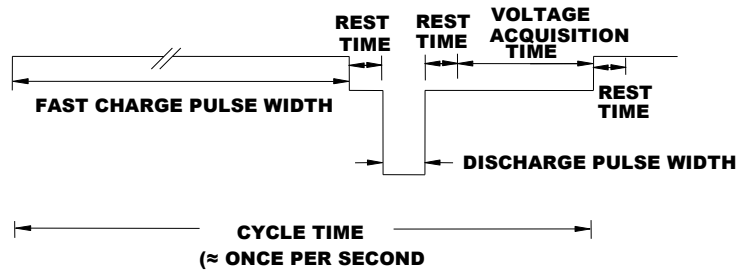 REST
TIME
REST
TIME
VOLTAGE
ACQUISITION
TIME
FAST CHARGE PULSE WIDTH
REST
TIME
DISCHARGE PULSE WIDTH
CYCLE TIME
(≈ ONCE PER SECOND